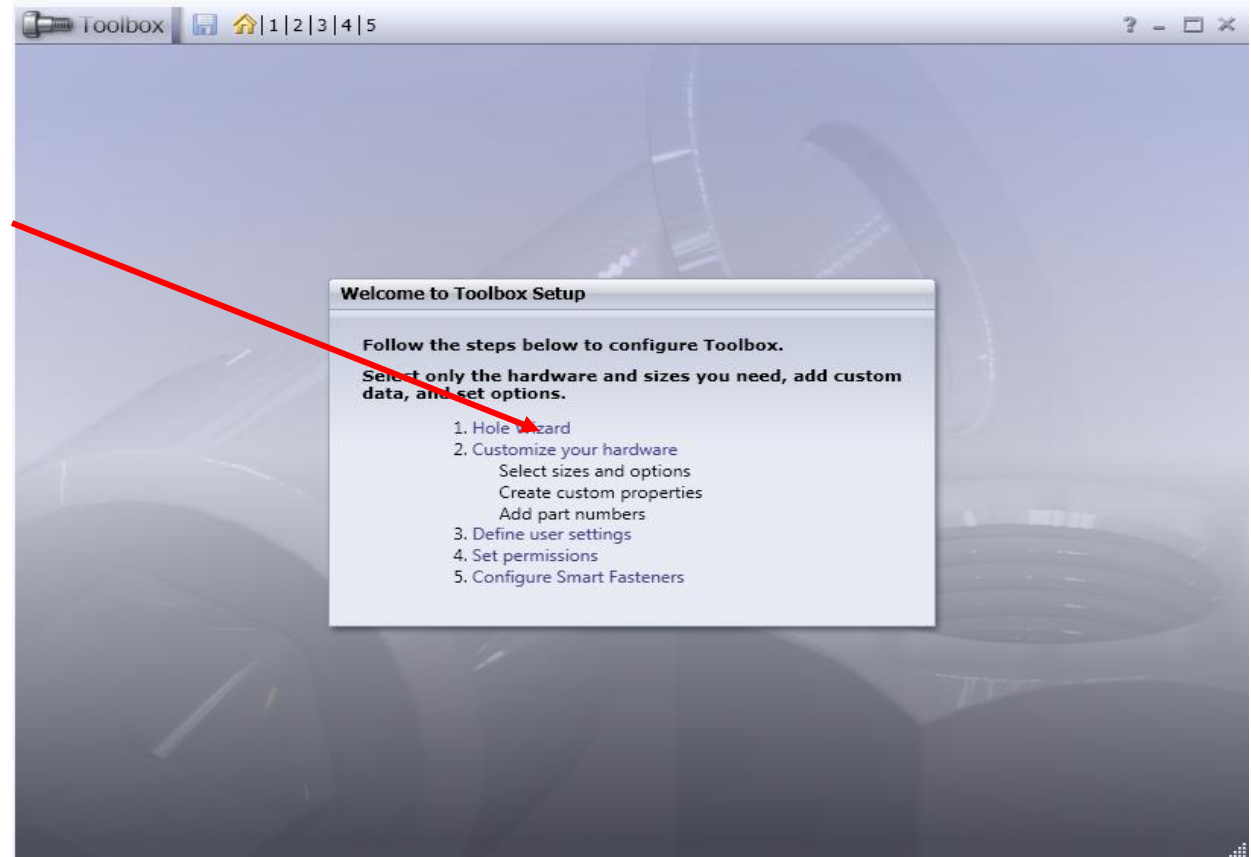 Toolbox |1|2|3|4|5 ?
Welcome to Toolbox Setup
Follow the steps below to configure Toolbox.
Select only the hardware and sizes you need, add custom
data, and set options.
1. Hole Wizard
2. Customize your hardware
Select sizes and options
Create custom properties
Add part numbers
3. Define user settings
4. Set permissions
5. Configure Smart Fasteners